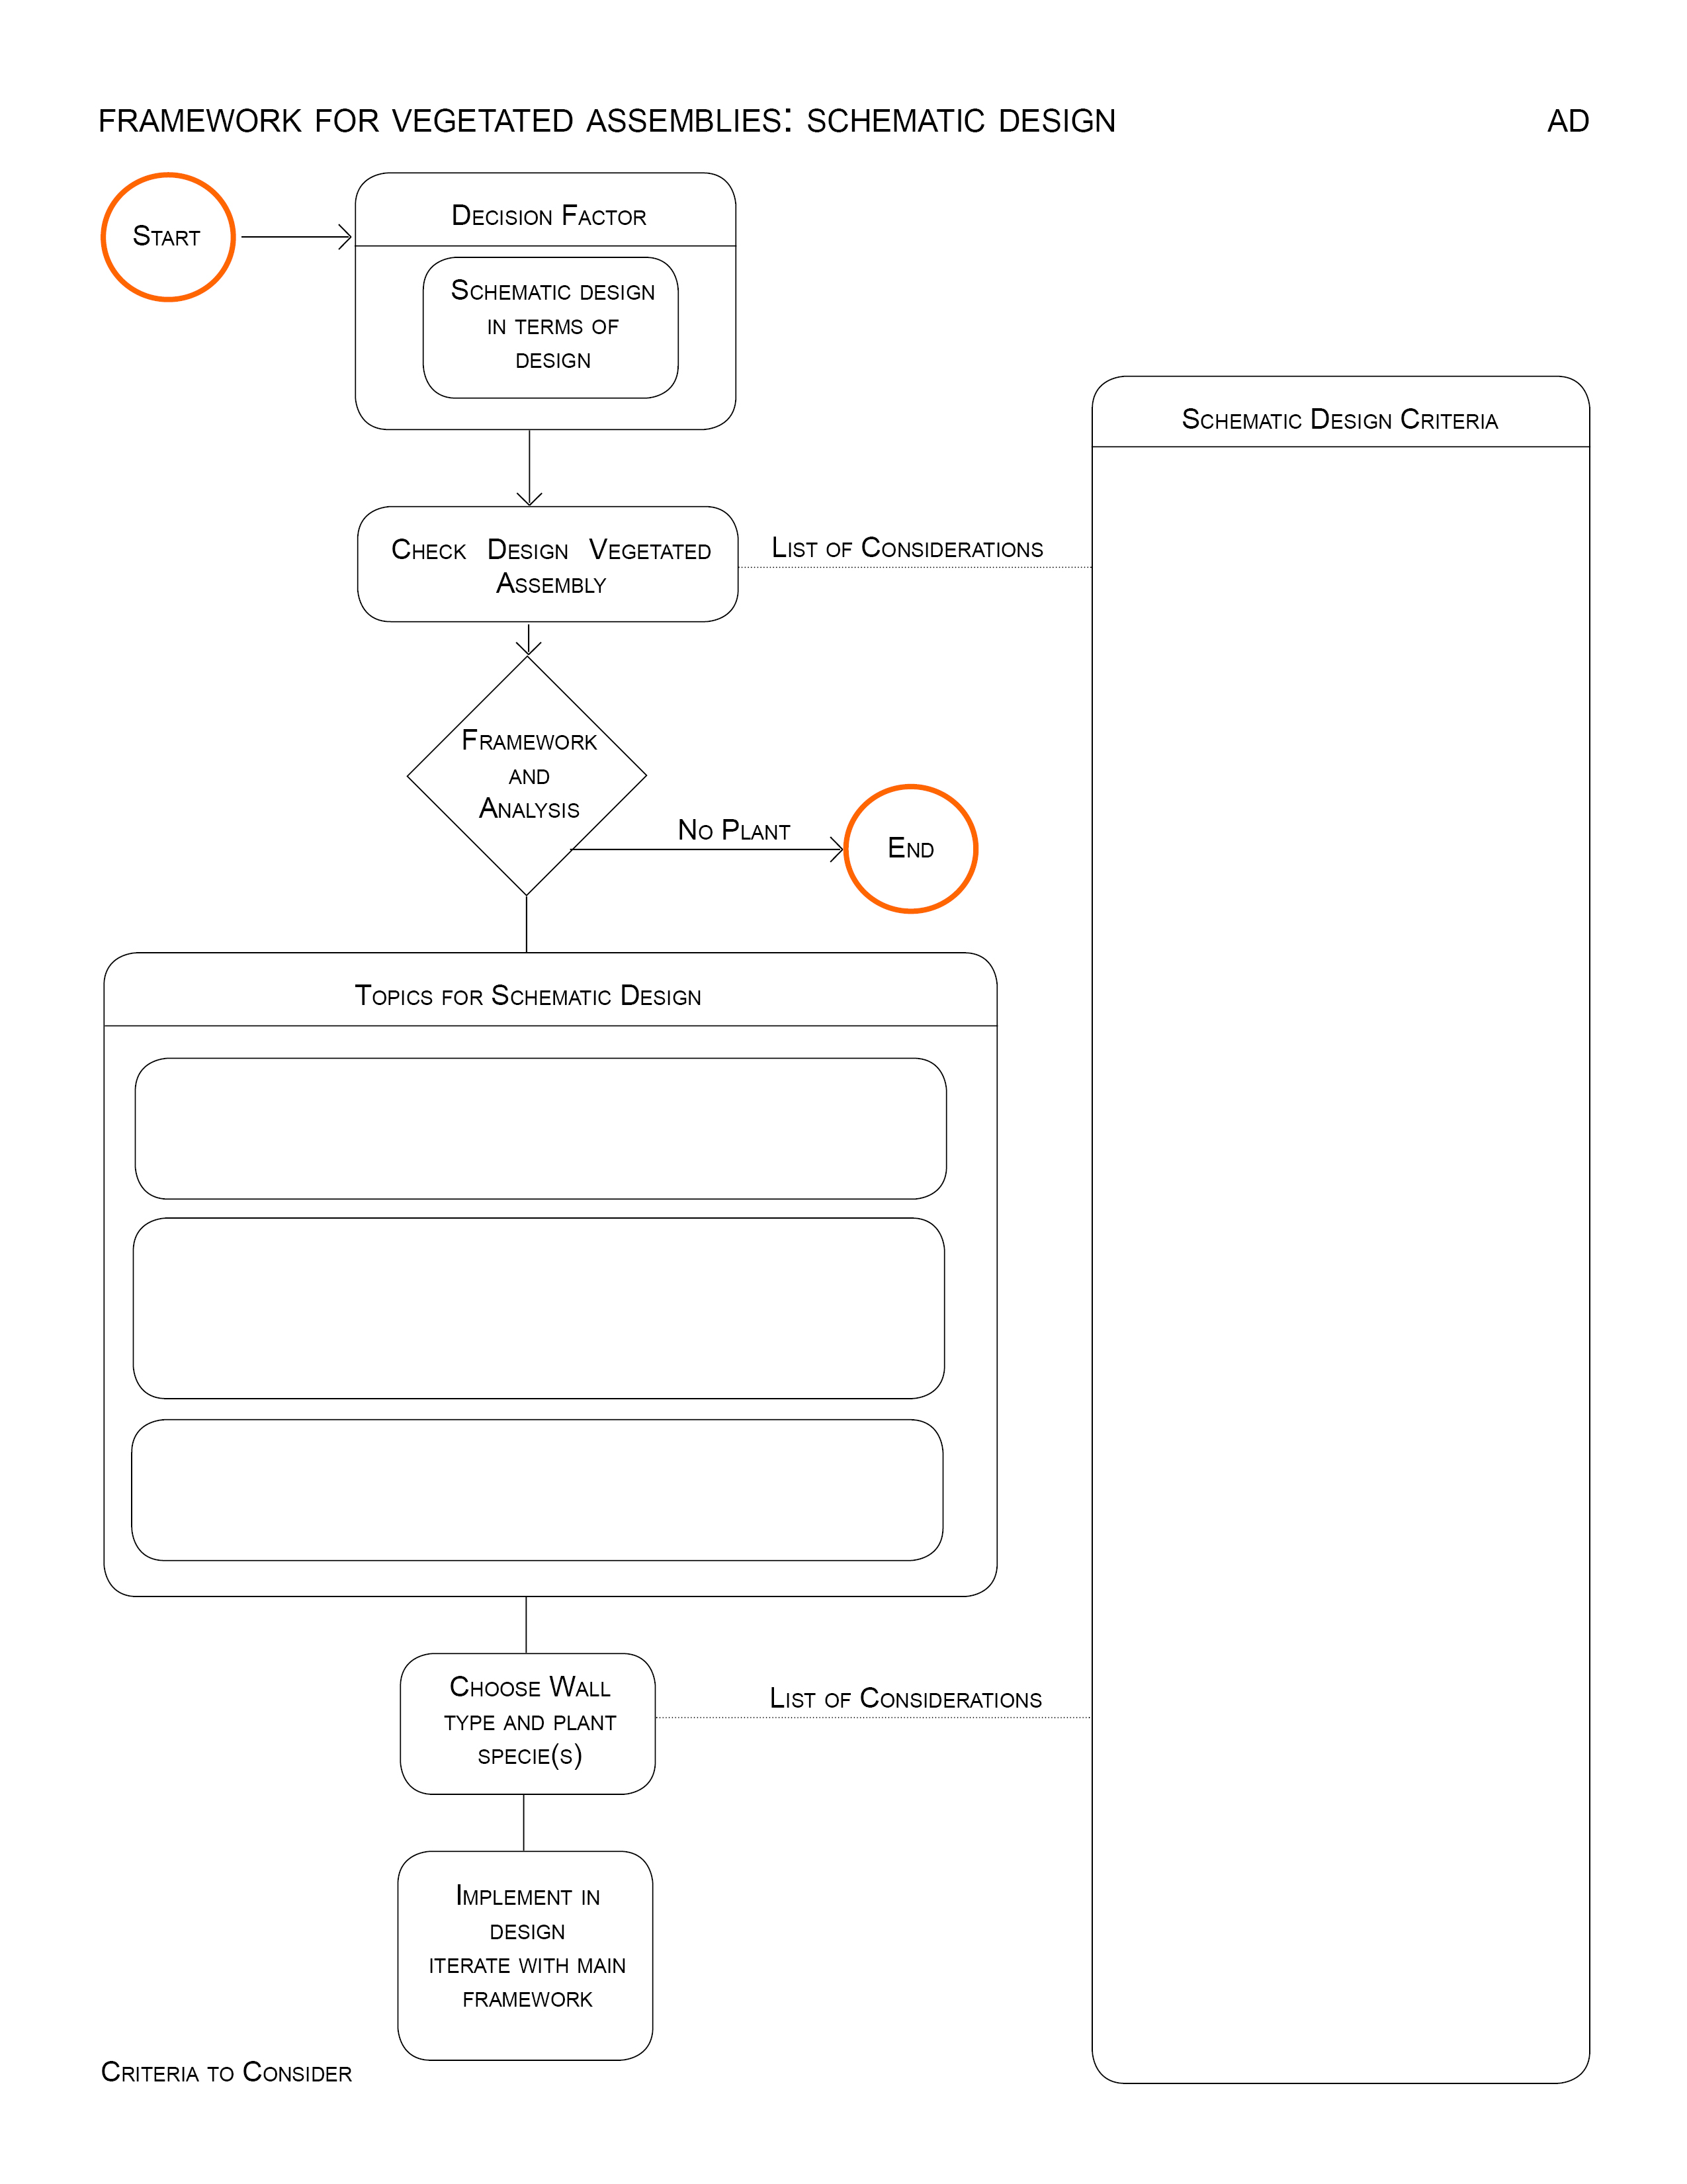 FRAMEWORK FOR VEGETATED ASSEMBLIES: SCHEMATIC DESIGN AD
START
DECISION FACTOR
SCHEMATIC DESIGN
IN TERMS OF
DESIGN
SCHEMATIC DESIGN CRITERIA
CHECK DESIGN VEGETATED
ASSEMBLY
LIST OF CONSIDERATIONS
FRAMEWORK
AND
ANALYSIS
NO PLANT
END
TOPICS FOR SCHEMATIC DESIGN
CHOOSE WALL
TYPE AND PLANT
SPECIE(S)
LIST OF CONSIDERATIONS
IMPLEMENT IN
DESIGN
ITERATE WITH MAIN
FRAMEWORK
CRITERIA TO CONSIDER